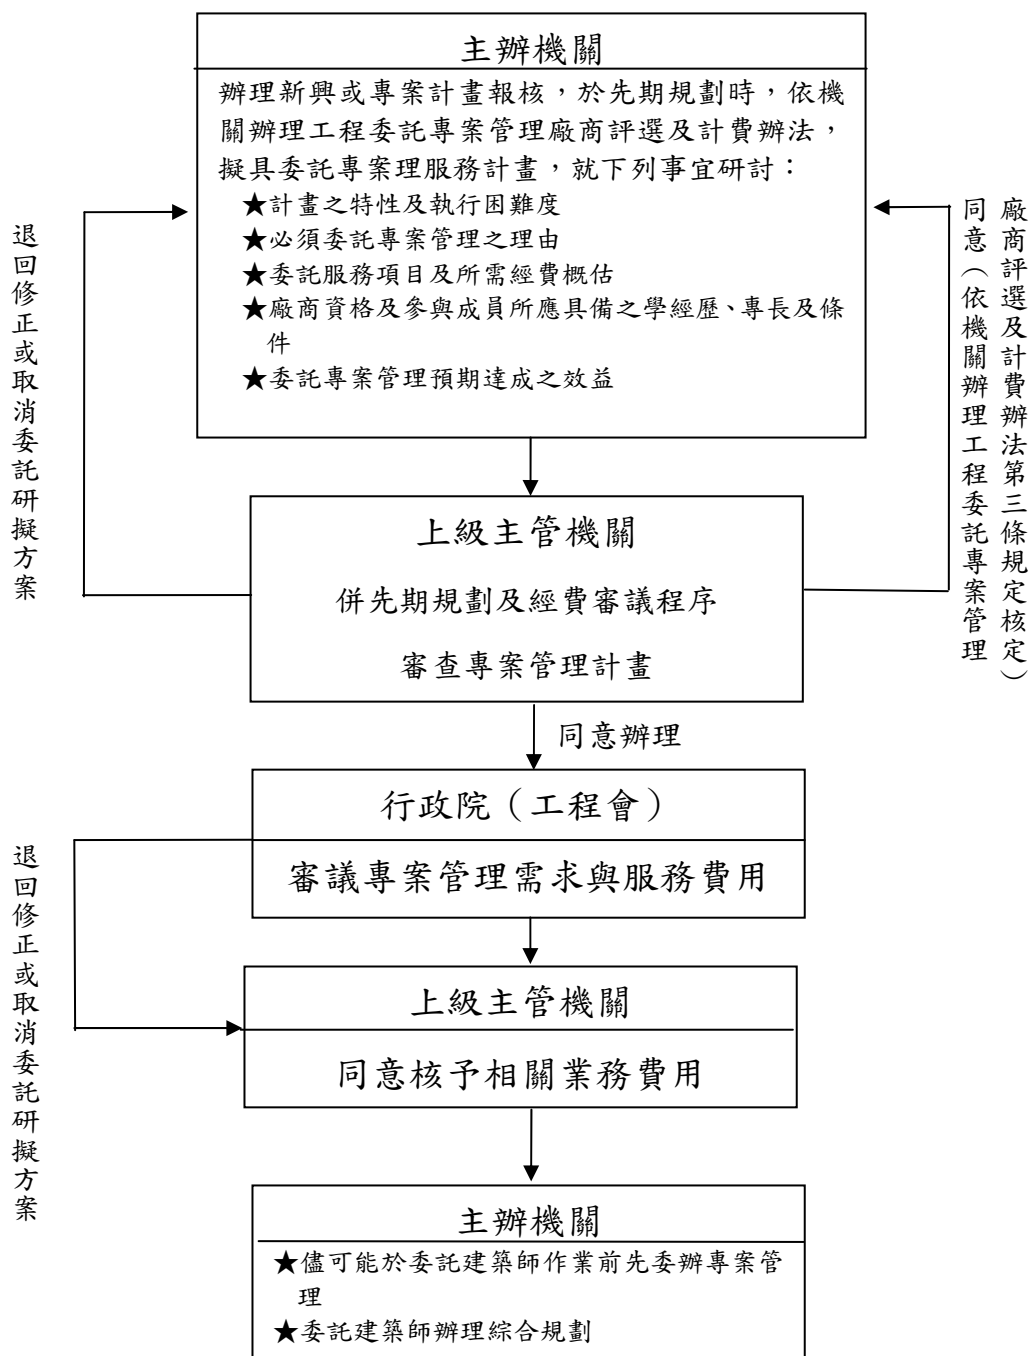 主辦機關
辦理新興或專案計畫報核，於先期規劃時，依機
關辦理工程委託專案管理廠商評選及計費辦法，
擬具委託專案理服務計畫，就下列事宜研討：
★計畫之特性及執行困難度
★必須委託專案管理之理由
★委託服務項目及所需經費概估
★廠商資格及參與成員所應具備之學經歷、專長及條
件
★委託專案管理預期達成之效益
退回修正或取消委託研擬方案
同意（依機關辦理工程委託專案管理
廠商評選及計費辦法第三條規定核定）
上級主管機關
併先期規劃及經費審議程序
審查專案管理計畫
同意辦理
行政院（工程會）
審議專案管理需求與服務費用
退回修正或取消委託研擬方案
上級主管機關
同意核予相關業務費用
主辦機關
★儘可能於委託建築師作業前先委辦專案管
理
★委託建築師辦理綜合規劃